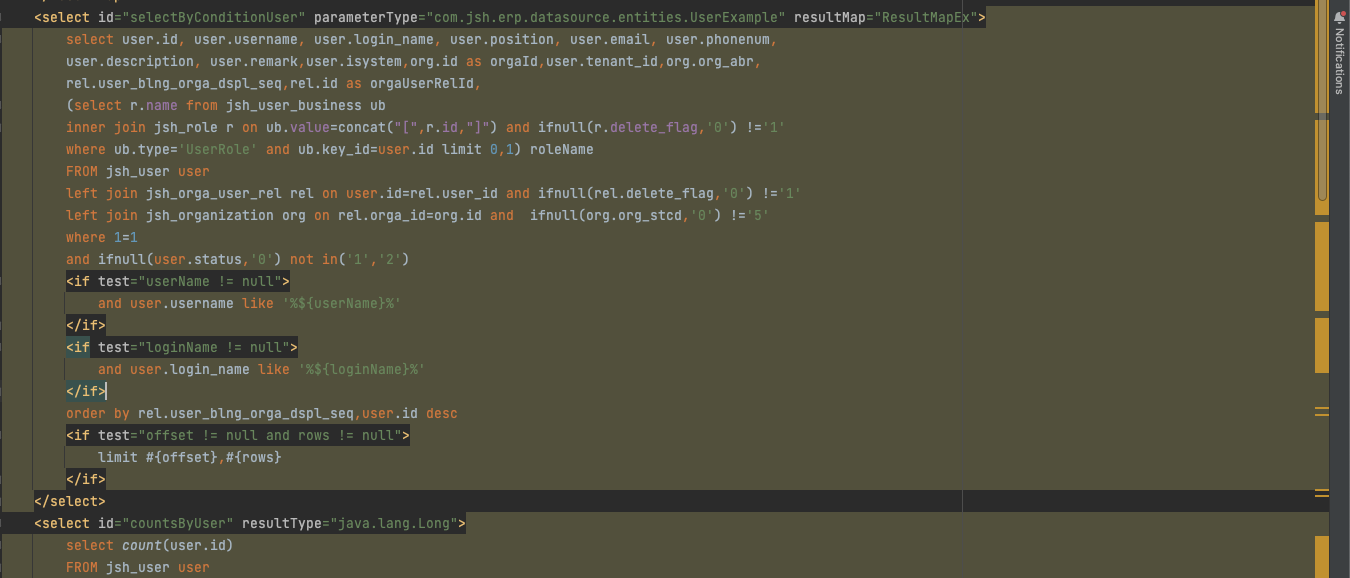 <select id="selectByConditionUser" parameterType="com.jsh.erp.datasource.entities.UserExample" resultMap="ResultMapEx">
select user.id, user.username, user.login_name, user.position, user.email, user.phonenum,
user.description, user.remark,user.isystem,org.id as orgaId,user.tenant_id,org.org_abr,
rel.user_blng_orga_dspl_seq,rel.id as orgaUserRelId,
(select r.name from jsh_user_business ub
inner join jsh_role r on ub.value=concat("[",r.id,"]") and ifnull(r.delete_flag,'0') !='1'
where ub.type='UserRole' and ub.key_id=user.id limit 0,1) roleName
FROM jsh_user user
left join jsh_orga_user_rel rel on user.id=rel.user_id and ifnull(rel.delete_flag,'0') !='1'
left join jsh_organization org on rel.orga_id=org.id and  ifnull(org.org_stcd,'0') !='5'
where 1=1
and ifnull(user.status,'0') not in('1','2')
<if test="userName != null">
and user.username like '%${userName}%'
</if>
<if test="loginName != null">
and user.login_name like '%${loginName}%'
</if>
order by rel.user_blng_orga_dspl_seq,user.id desc
<if test="offset != null and rows != null">
limit #{offset},#{rows}
</if>
</select>
<select id="countsByUser" resultType="java.lang.Long">
select count(user.id)
FROM jsh_user user
Notifications